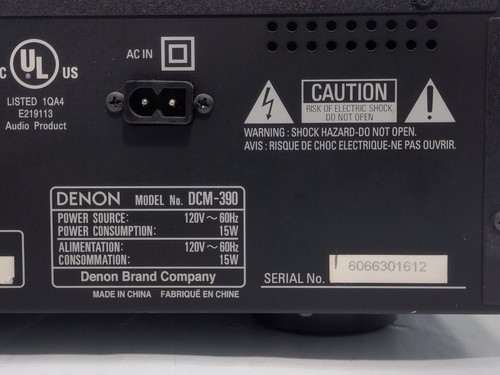 C UL US
LISTED 1QA4
E219113
Audio Product
AC IN
CAUTION
RISK OF ELECTRIC SHOCK
DO NOT OPEN
WARNING : SHOCK HAZARD-DO NOT OPEN.
AVIS : RISQUE DE CHOC ELECTRIQUE-NE PAS OUVRIR.
DENON MODEL No. DCM-390
POWER SOURCE: 120V~60Hz
POWER CONSUMPTION: 15W
ALIMENTATION: 120V~60Hz
CONSOMMATION: 15W
Denon Brand Company
MADE IN CHINA FABRIQUÉ EN CHINE
SERIAL No. 6066301612